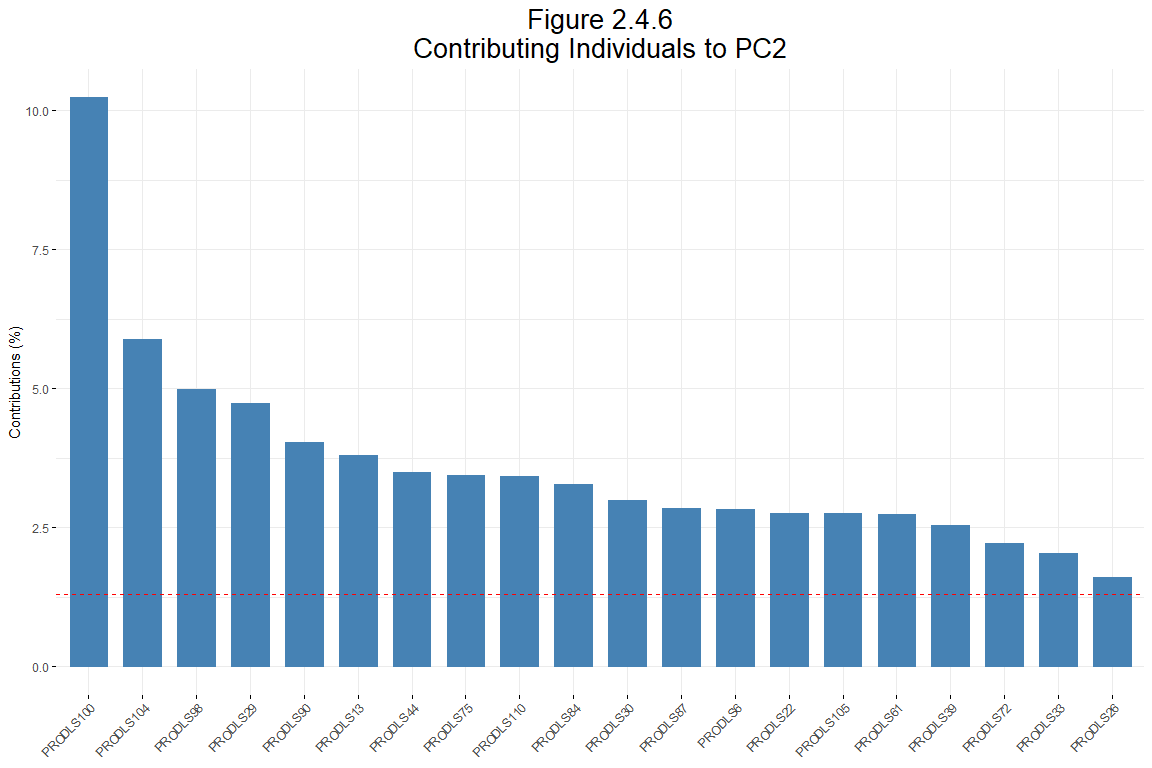 Figure 2.4.6
Contributing Individuals to PC2
Contributions (%)
10.0
7.5
5.0
2.5
0.0
PRODLS100
PRODLS104
PRODLS98
PRODLS29
PRODLS90
PRODLS13
PRODLS44
PRODLS75
PRODLS110
PRODLS84
PRODLS30
PRODLS87
PRODLS6
PRODLS22
PRODLS105
PRODLS61
PRODLS39
PRODLS72
PRODLS33
PRODLS26